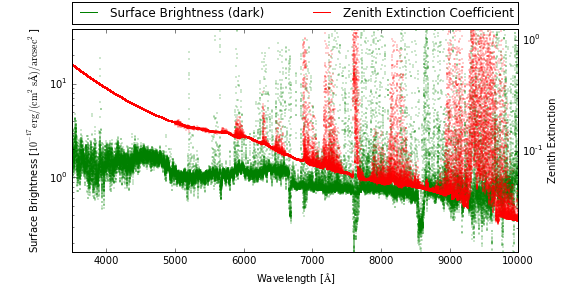 Surface Brightness (dark) Zenith Extinction Coefficient
Surface Brightness [10⁻¹⁷ erg/(cm² sÅ)/arcsec²]
10¹
10⁰
10⁰
10⁻¹
Zenith Extinction
4000 5000 6000 7000 8000 9000 10000
Wavelength [Å]